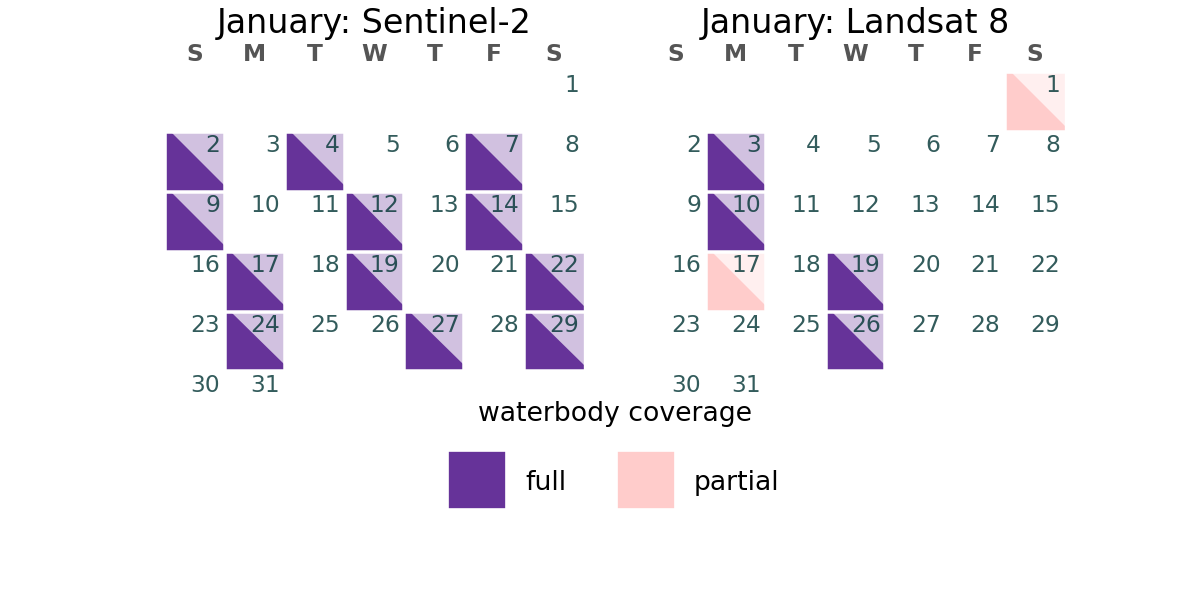 January: Sentinel-2
S M T W T F S
1
2 3 4 5 6 7 8
9 10 11 12 13 14 15
16 17 18 19 20 21 22
23 24 25 26 27 28 29
30 31
January: Landsat 8
S M T W T F S
1
2 3 4 5 6 7 8
9 10 11 12 13 14 15
16 17 18 19 20 21 22
23 24 25 26 27 28 29
30 31
waterbody coverage
full
partial